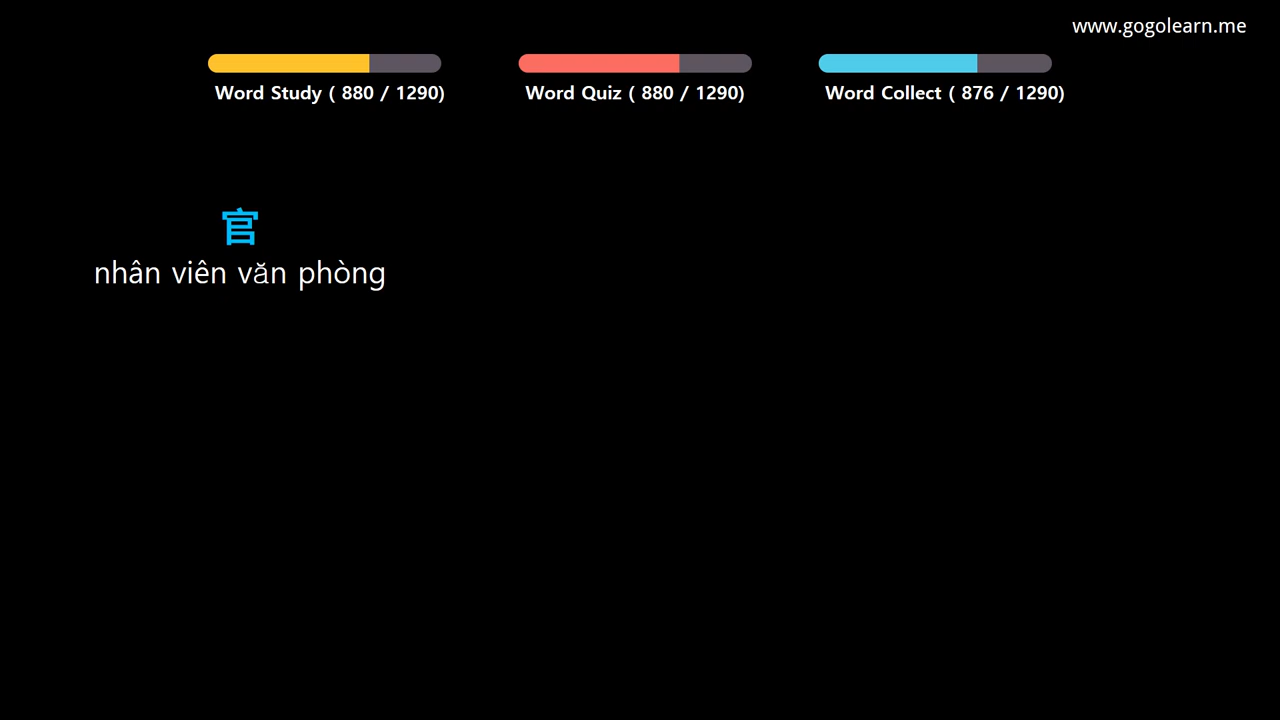 www.gogolearn.me
Word Study ( 880 / 1290)
Word Quiz ( 880 / 1290)
Word Collect ( 876 / 1290)
官
nhân viên văn phòng